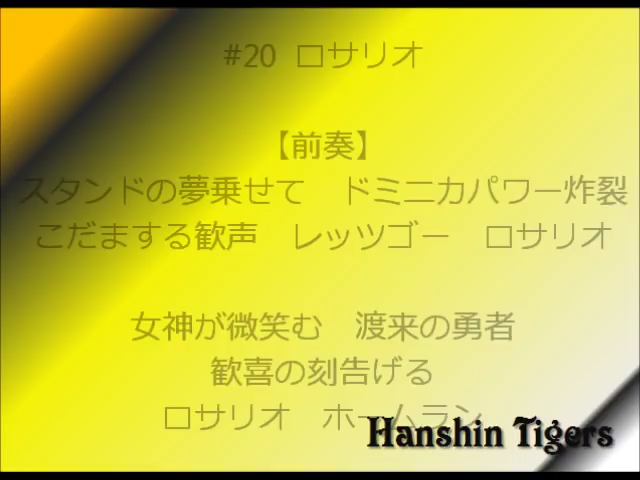 #20 ロサリオ
【前奏】
スタンドの夢乗せて ドミニカパワー炸裂
こだまする歓声 レッツゴー ロサリオ
女神が微笑む 渡来の勇者
歓喜の刻告げる
ロサリオ ホームラン
Hanshin Tigers